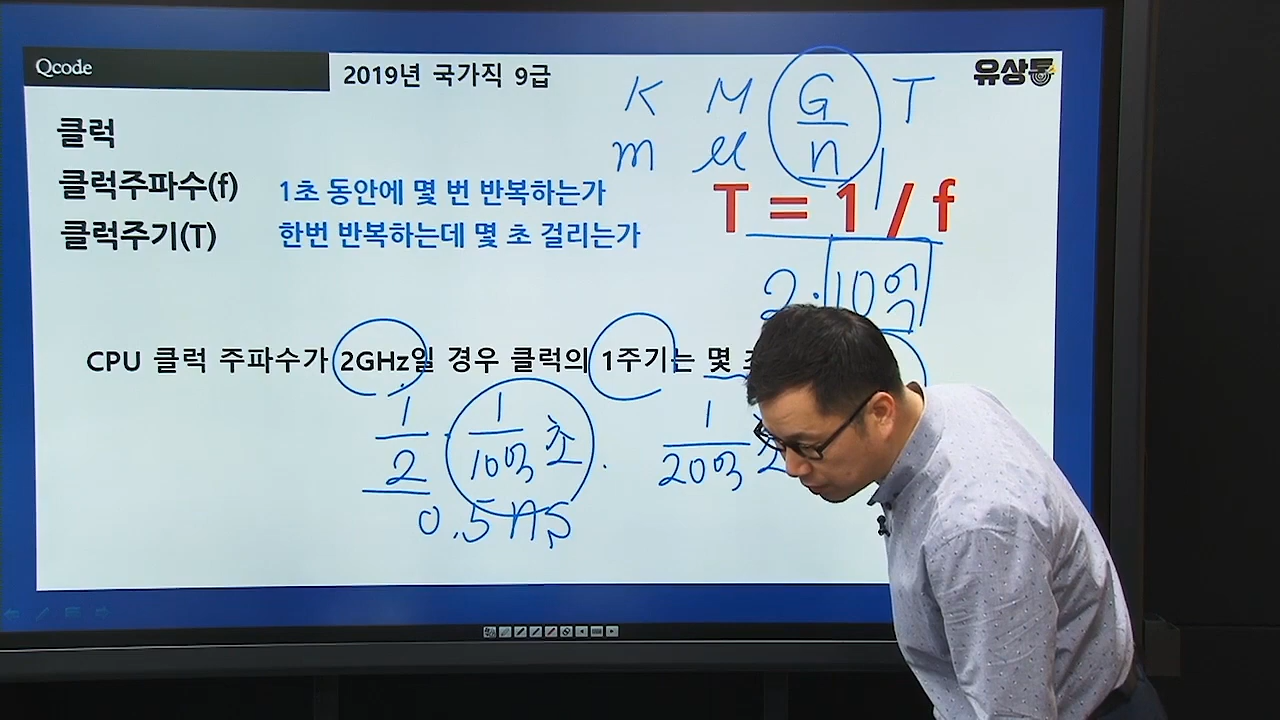 Qcode
2019년 국가직 9급
유상통
K M G T
m μ n
클럭
클럭주파수(f) 1초 동안에 몇 번 반복하는가
T = 1 / f
클럭주기(T) 한번 반복하는데 몇 초 걸리는가
1
2·10억
CPU 클럭 주파수가 2GHz일 경우 클럭의 1주기는 몇
1/2 · 1/10억 초 . 1/20억 초
0.5ns